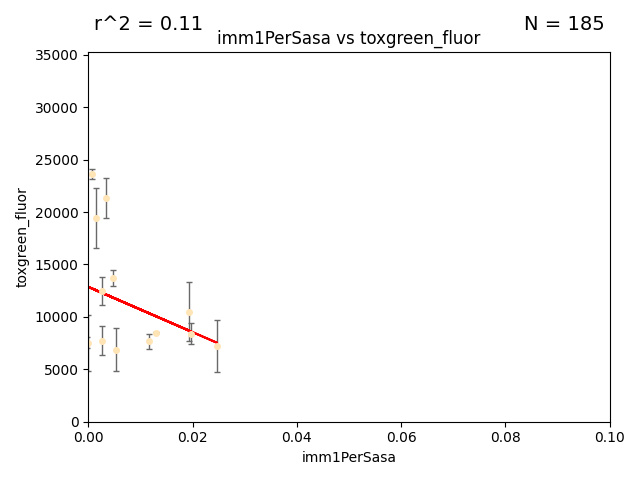 r^2 = 0.11
N = 185
imm1PerSasa vs toxgreen_fluor
35000
30000
25000
20000
15000
10000
5000
0
toxgreen_fluor
0.00
0.02
0.04
0.06
0.08
0.10
imm1PerSasa